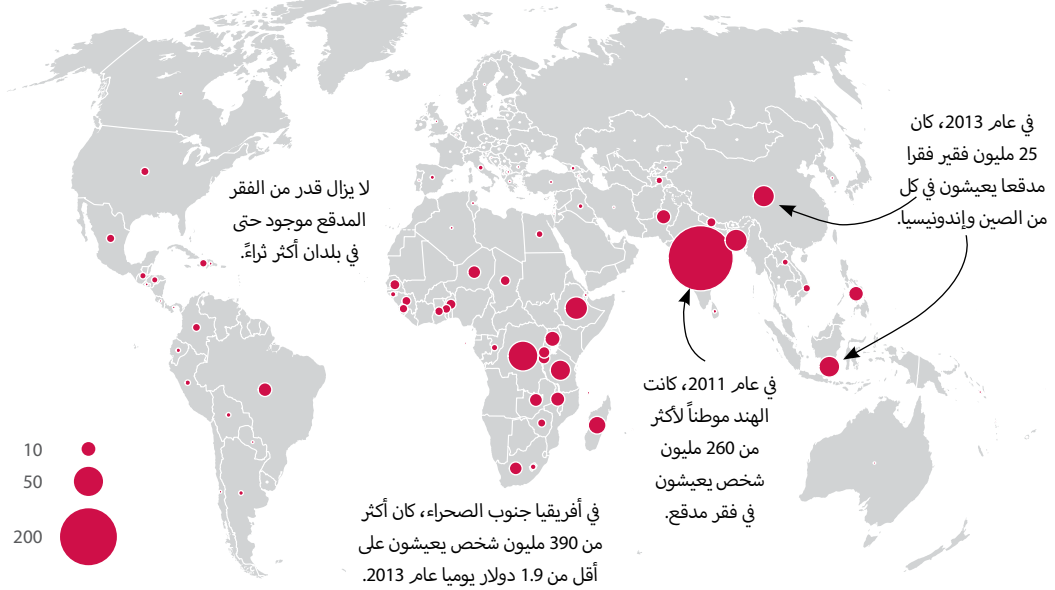 في عام 2013، كان
25 مليون فقير فقرا
مدقعا يعيشون في كل
من الصين وإندونيسيا.
لا يزال قدر من الفقر
المدقع موجود حتى
في بلدان أكثر ثراءً.
في عام 2011، كانت
الهند موطناً لأكثر
من 260 مليون
شخص يعيشون
في فقر مدقع.
في أفريقيا جنوب الصحراء، كان أكثر
من 390 مليون شخص يعيشون على
أقل من 1.9 دولار يوميا عام 2013.
10
50
200